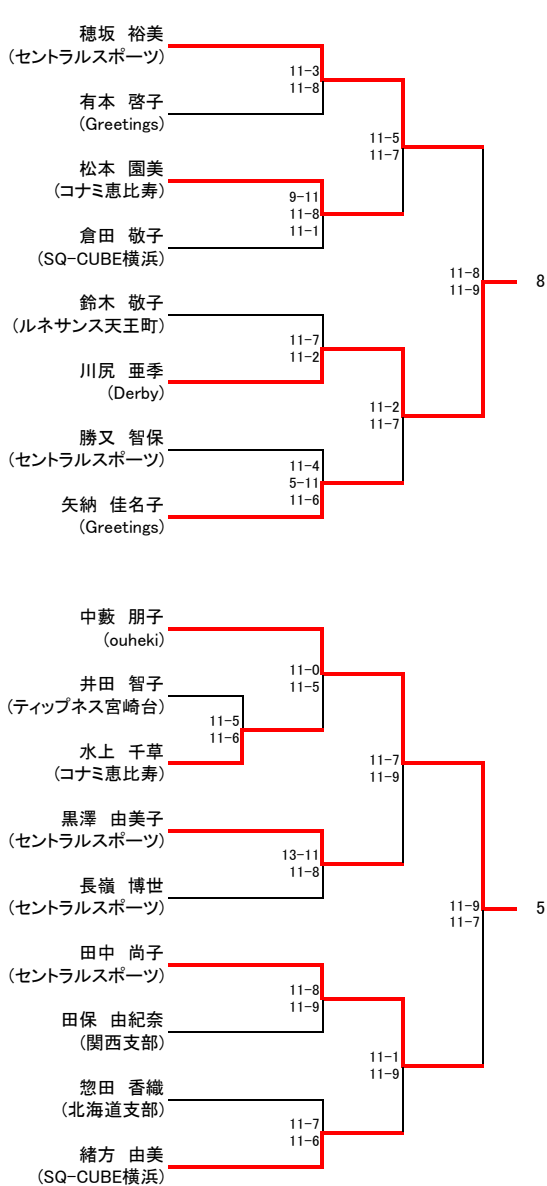 穂坂　裕美
(セントラルスポーツ)
11-3
11-8
有本　啓子
(Greetings)
11-5
11-7
松本　園美
(コナミ恵比寿)
9-11
11-8
11-1
倉田　敬子
(SQ-CUBE横浜)
11-8
11-9
8
鈴木　敬子
(ルネサンス天王町)
11-7
11-2
川尻　亜季
(Derby)
11-2
11-7
勝又　智保
(セントラルスポーツ)
11-4
5-11
11-6
矢納　佳名子
(Greetings)
中藪　朋子
(ouheki)
11-0
11-5
井田　智子
(ティップネス宮崎台)
11-5
11-6
水上　千草
(コナミ恵比寿)
11-7
11-9
黒澤　由美子
(セントラルスポーツ)
13-11
11-8
長嶺　博世
(セントラルスポーツ)
11-9
11-7
5
田中　尚子
(セントラルスポーツ)
11-8
11-9
田保　由紀奈
(関西支部)
11-1
11-9
惣田　香織
(北海道支部)
11-7
11-6
緒方　由美
(SQ-CUBE横浜)